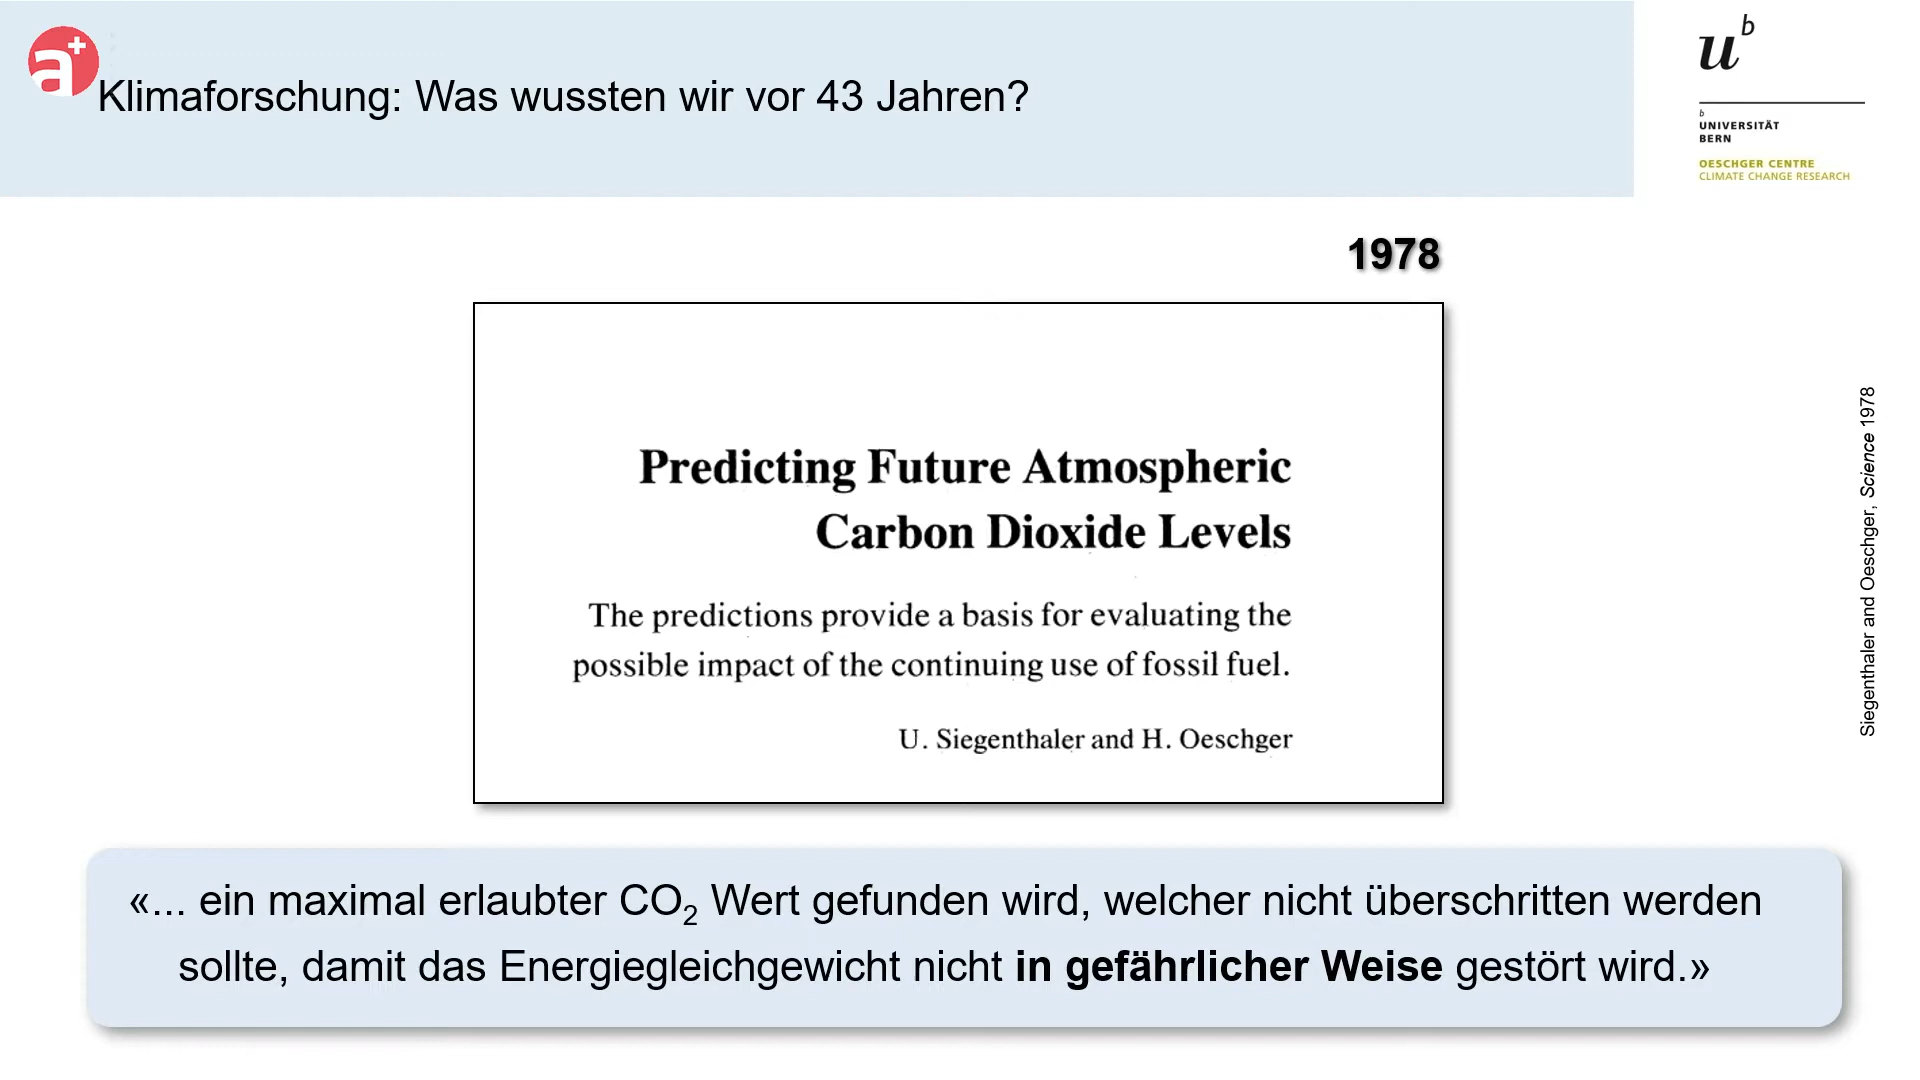 a+
Klimaforschung: Was wussten wir vor 43 Jahren?
u^b
b
UNIVERSITÄT
BERN
OESCHGER CENTRE
CLIMATE CHANGE RESEARCH
1978
Predicting Future Atmospheric
Carbon Dioxide Levels
The predictions provide a basis for evaluating the
possible impact of the continuing use of fossil fuel.
U. Siegenthaler and H. Oeschger
Siegenthaler and Oeschger, Science 1978
«... ein maximal erlaubter CO₂ Wert gefunden wird, welcher nicht überschritten werden
sollte, damit das Energiegleichgewicht nicht in gefährlicher Weise gestört wird.»